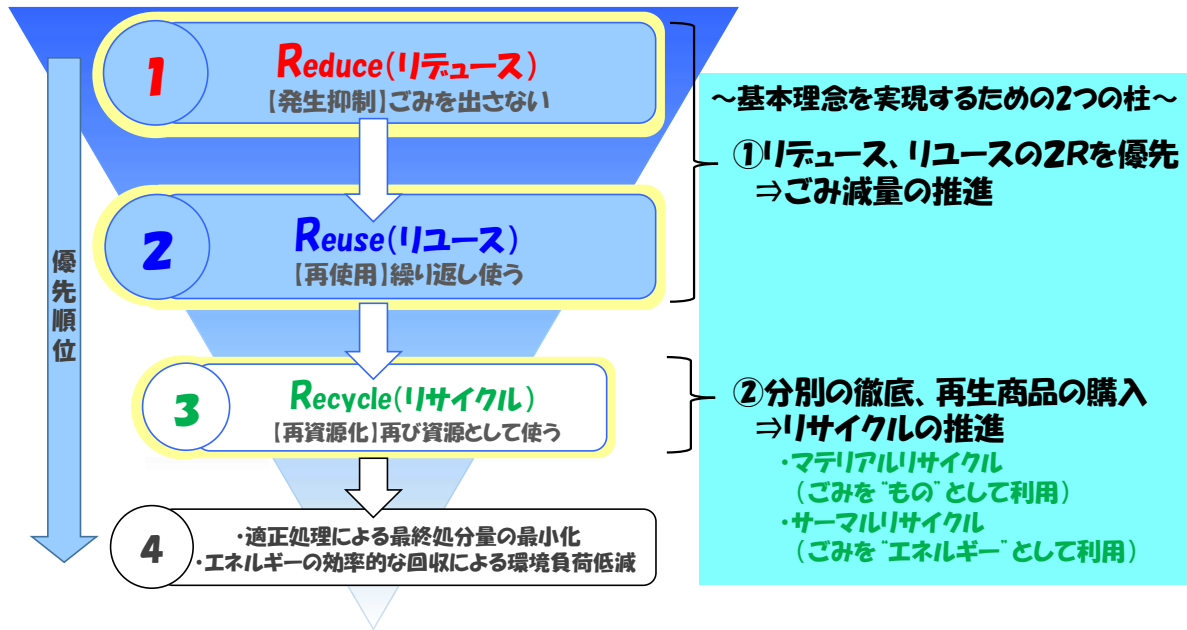 優先順位
1
Reduce(リデュース)
【発生抑制】ごみを出さない
2
Reuse(リユース)
【再使用】繰り返し使う
3
Recycle(リサイクル)
【再資源化】再び資源として使う
4
・適正処理による最終処分量の最小化
・エネルギーの効率的な回収による環境負荷低減
～基本理念を実現するための2つの柱～
①リデュース、リユースの2Rを優先
⇒ごみ減量の推進
②分別の徹底、再生商品の購入
⇒リサイクルの推進
・マテリアルリサイクル
（ごみを"もの"として利用）
・サーマルリサイクル
（ごみを"エネルギー"として利用）